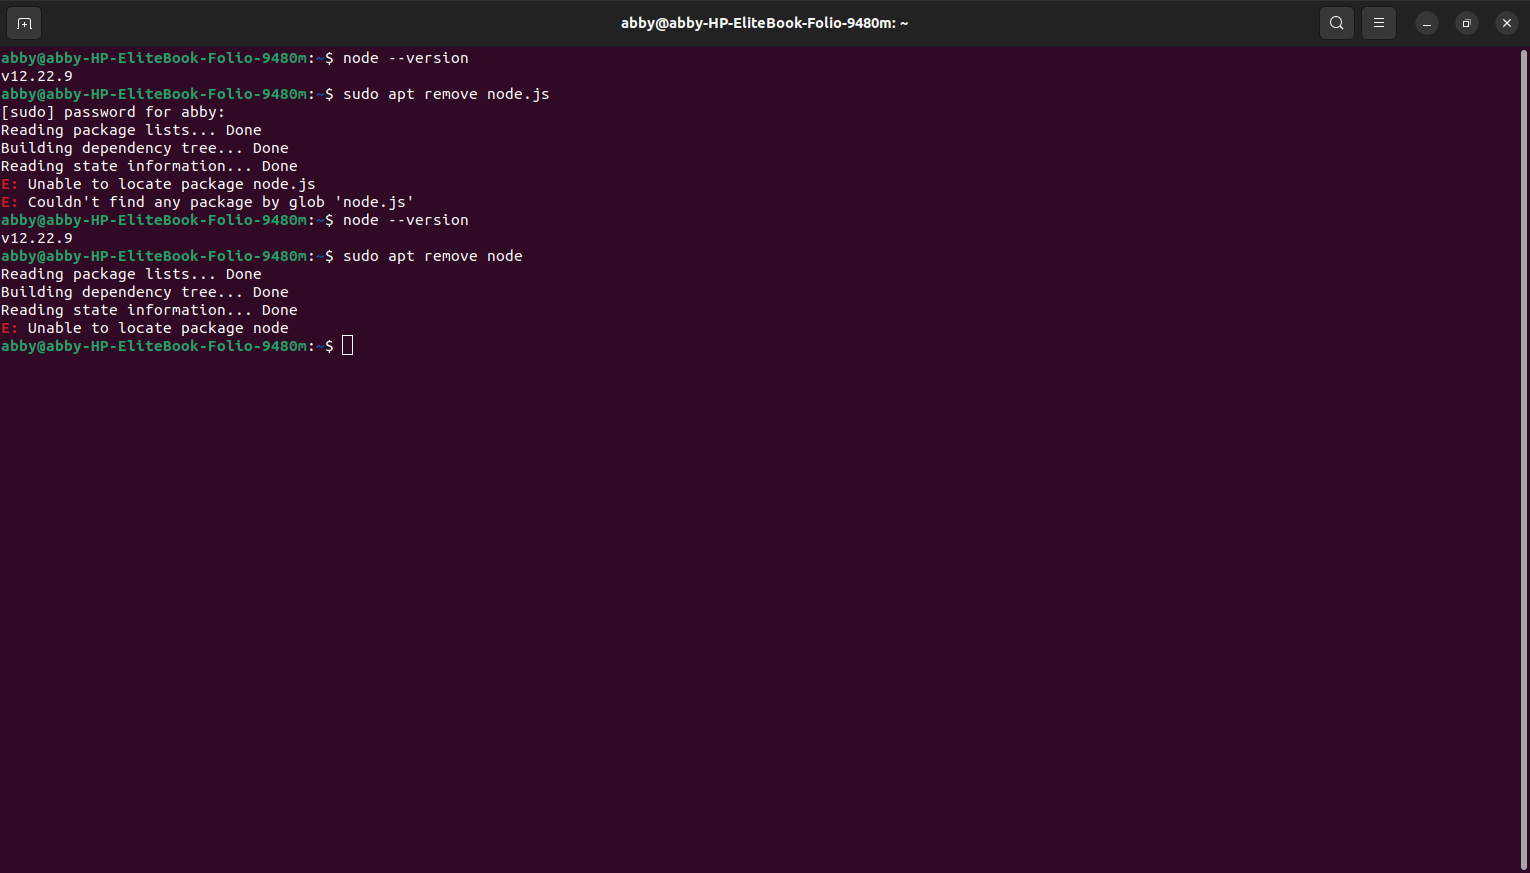 abby@abby-HP-EliteBook-Folio-9480m: ~
abby@abby-HP-EliteBook-Folio-9480m:~$ node --version
v12.22.9
abby@abby-HP-EliteBook-Folio-9480m:~$ sudo apt remove node.js
[sudo] password for abby:
Reading package lists... Done
Building dependency tree... Done
Reading state information... Done
E: Unable to locate package node.js
E: Couldn't find any package by glob 'node.js'
abby@abby-HP-EliteBook-Folio-9480m:~$ node --version
v12.22.9
abby@abby-HP-EliteBook-Folio-9480m:~$ sudo apt remove node
Reading package lists... Done
Building dependency tree... Done
Reading state information... Done
E: Unable to locate package node
abby@abby-HP-EliteBook-Folio-9480m:~$